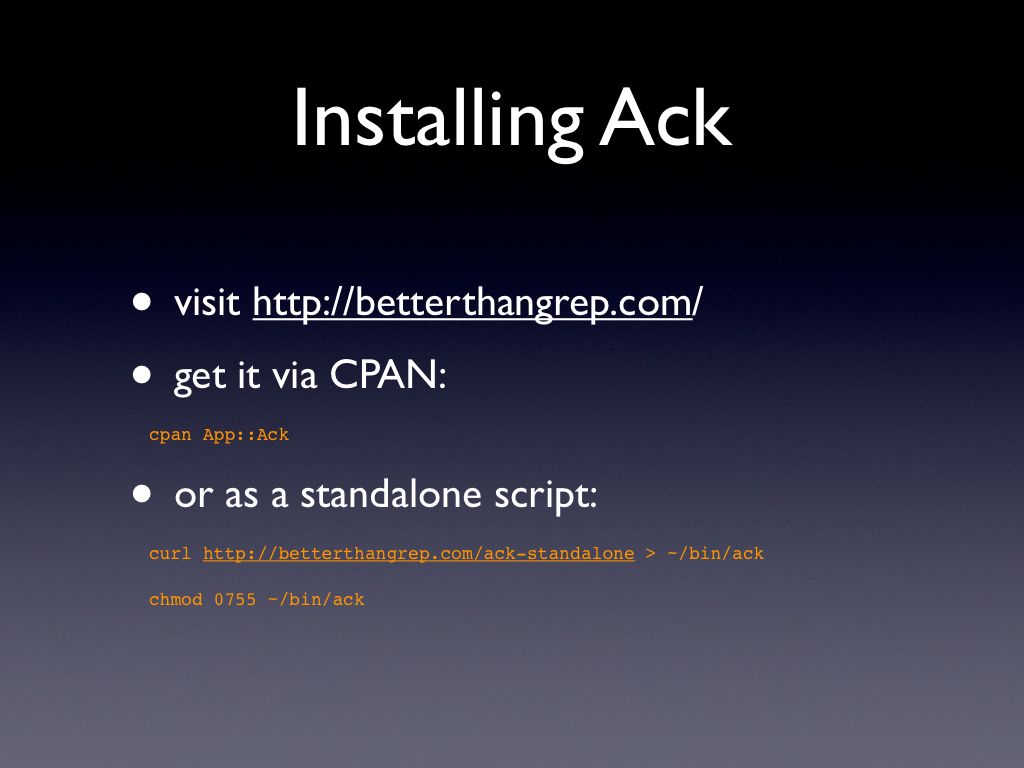 Installing Ack
• visit http://betterthangrep.com/
• get it via CPAN:
cpan App::Ack
• or as a standalone script:
curl http://betterthangrep.com/ack-standalone > ~/bin/ack
chmod 0755 ~/bin/ack